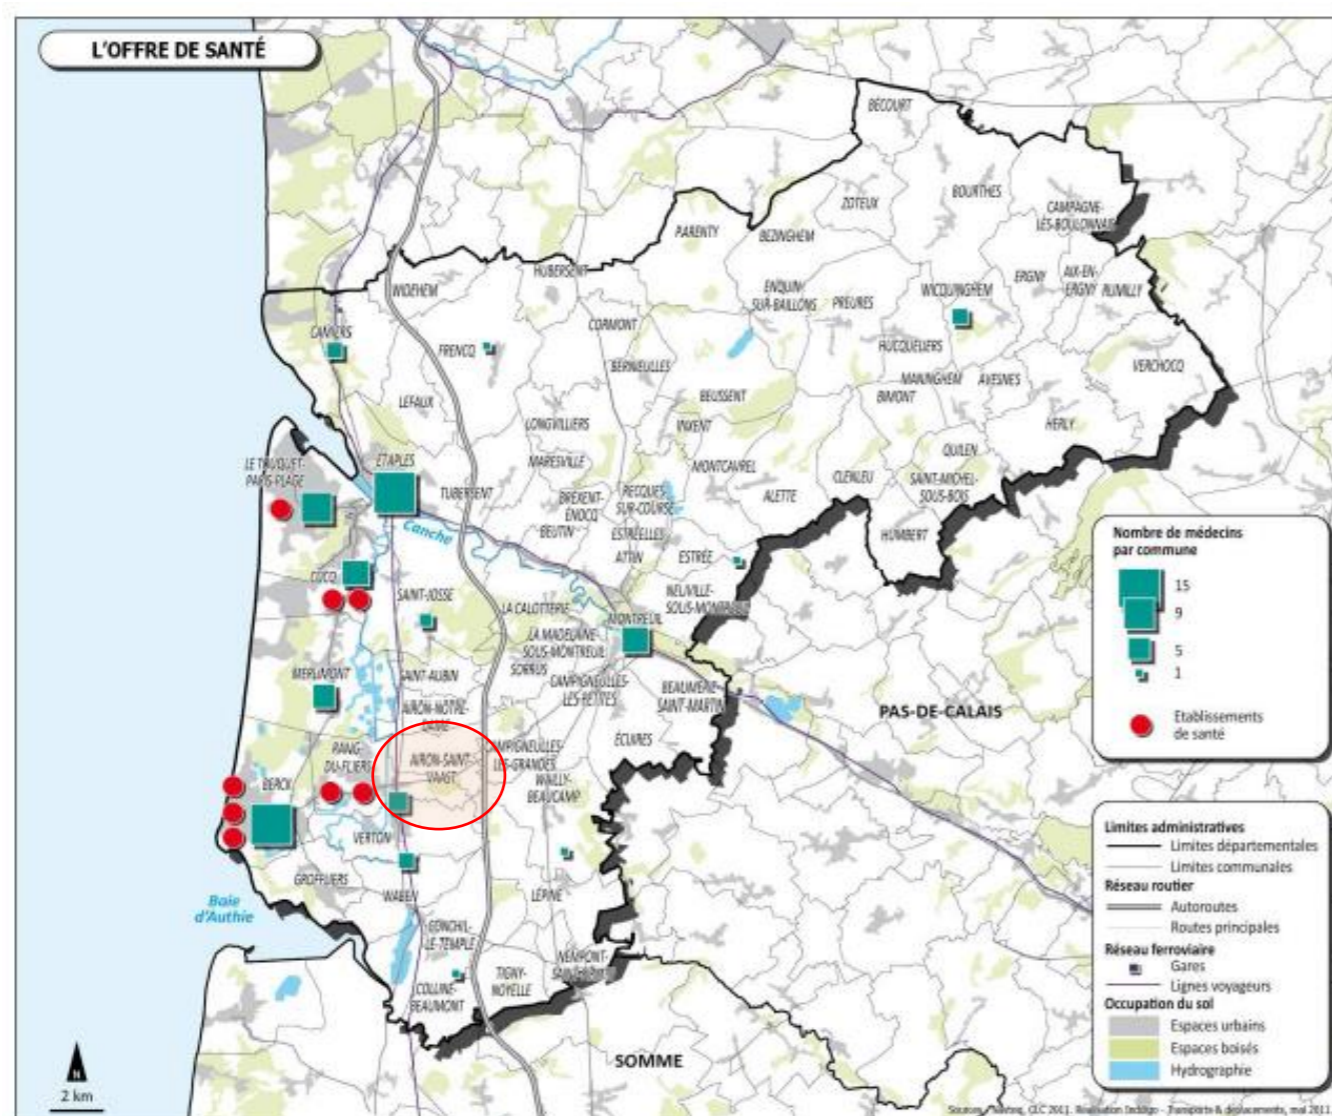 L'OFFRE DE SANTÉ
BÉCOURT
BOURTHES
ZOTEUX
CAMPAGNE-
LÈS-BOULONNAIS
PARENTY
BEZINGHEM
HUBERSENT
WIDEHEM
ENQUIN-
SUR-BAILLONS
PREURES
WICQUINGHEM
ERGNY
AIX-EN-
ERGNY
RUMILLY
CAMIERS
FRENCQ
CORMONT
HUCQUELIERS
BERNIEULLES
MANINGHEM
AVESNES
VERCHOCQ
BEUSSENT
BIMONT
LEFAUX
LONGVILLIERS
INXENT
HERLY
QUILEN
ETAPLES
LE TOUQUET-
PARIS-PLAGE
MARESVILLE
MONTCAVREL
CLENLEU
SAINT-MICHEL-
SOUS-BOIS
TUBERSENT
BREXENT-
ENOCQ
RECQUES
SUR-COURSE
ALETTE
BEUTIN
ESTRÉELLES
HUMBERT
Canche
ATTIN
ESTRÉE
CUCQ
SAINT-JOSSE
LA CALOTTERIE
NEUVILLE-
SOUS-MONTREUIL
MONTREUIL
LA MADELAINE-
SOUS-MONTREUIL
SORRUS
MERLIMONT
SAINT-AUBIN
CAMPIGNEULLES-
LES-PETITES
BEAUMERIE-
SAINT-MARTIN
AIRON-NOTRE-
DAME
PAS-DE-CALAIS
RANG-
DU-FLIERS
AIRON-SAINT-
VAAST
CAMPIGNEULLES-
LES-GRANDES
ÉCUIRES
WAILLY-
BEAUCAMP
BERCK
VERTON
GROFFLIERS
WABEN
LÉPINE
Baie
d'Authie
CONCHIL-
LE-TEMPLE
NEMPONT-
COLLINE-
BEAUMONT
TIGNY-
NOYELLE
SOMME
N
2 km
Nombre de médecins
par commune
15
9
5
1
Etablissements
de santé
Limites administratives
Limites départementales
Limites communales
Réseau routier
Autoroutes
Routes principales
Réseau ferroviaire
Gares
Lignes voyageurs
Occupation du sol
Espaces urbains
Espaces boisés
Hydrographie